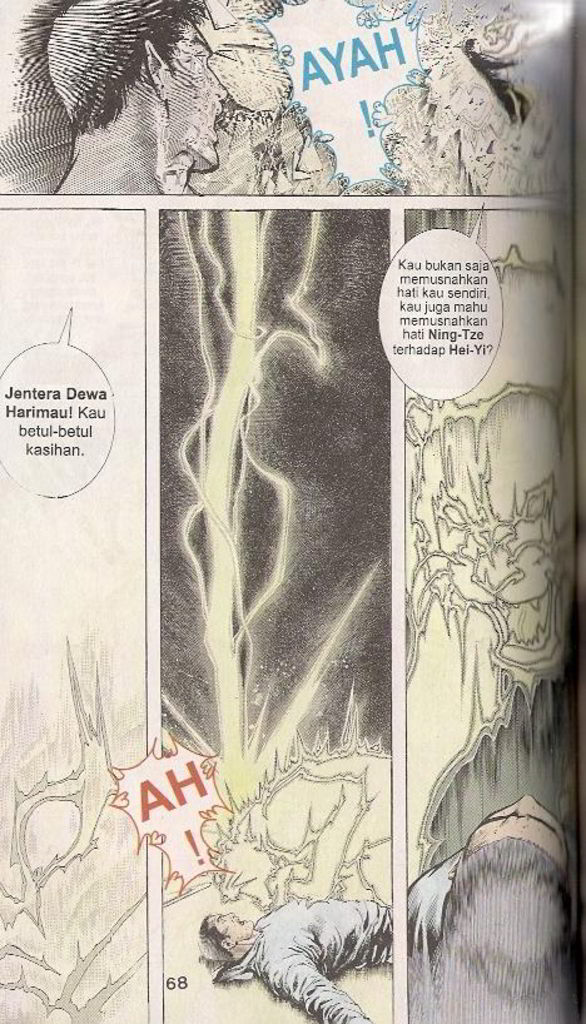 AYAH
!
Jentera Dewa
Harimau! Kau
betul-betul
kasihan.
AH
!
Kau bukan saja
memusnahkan
hati kau sendiri,
kau juga mahu
memusnahkan
hati Ning-Tze
terhadap Hei-Yi?
68